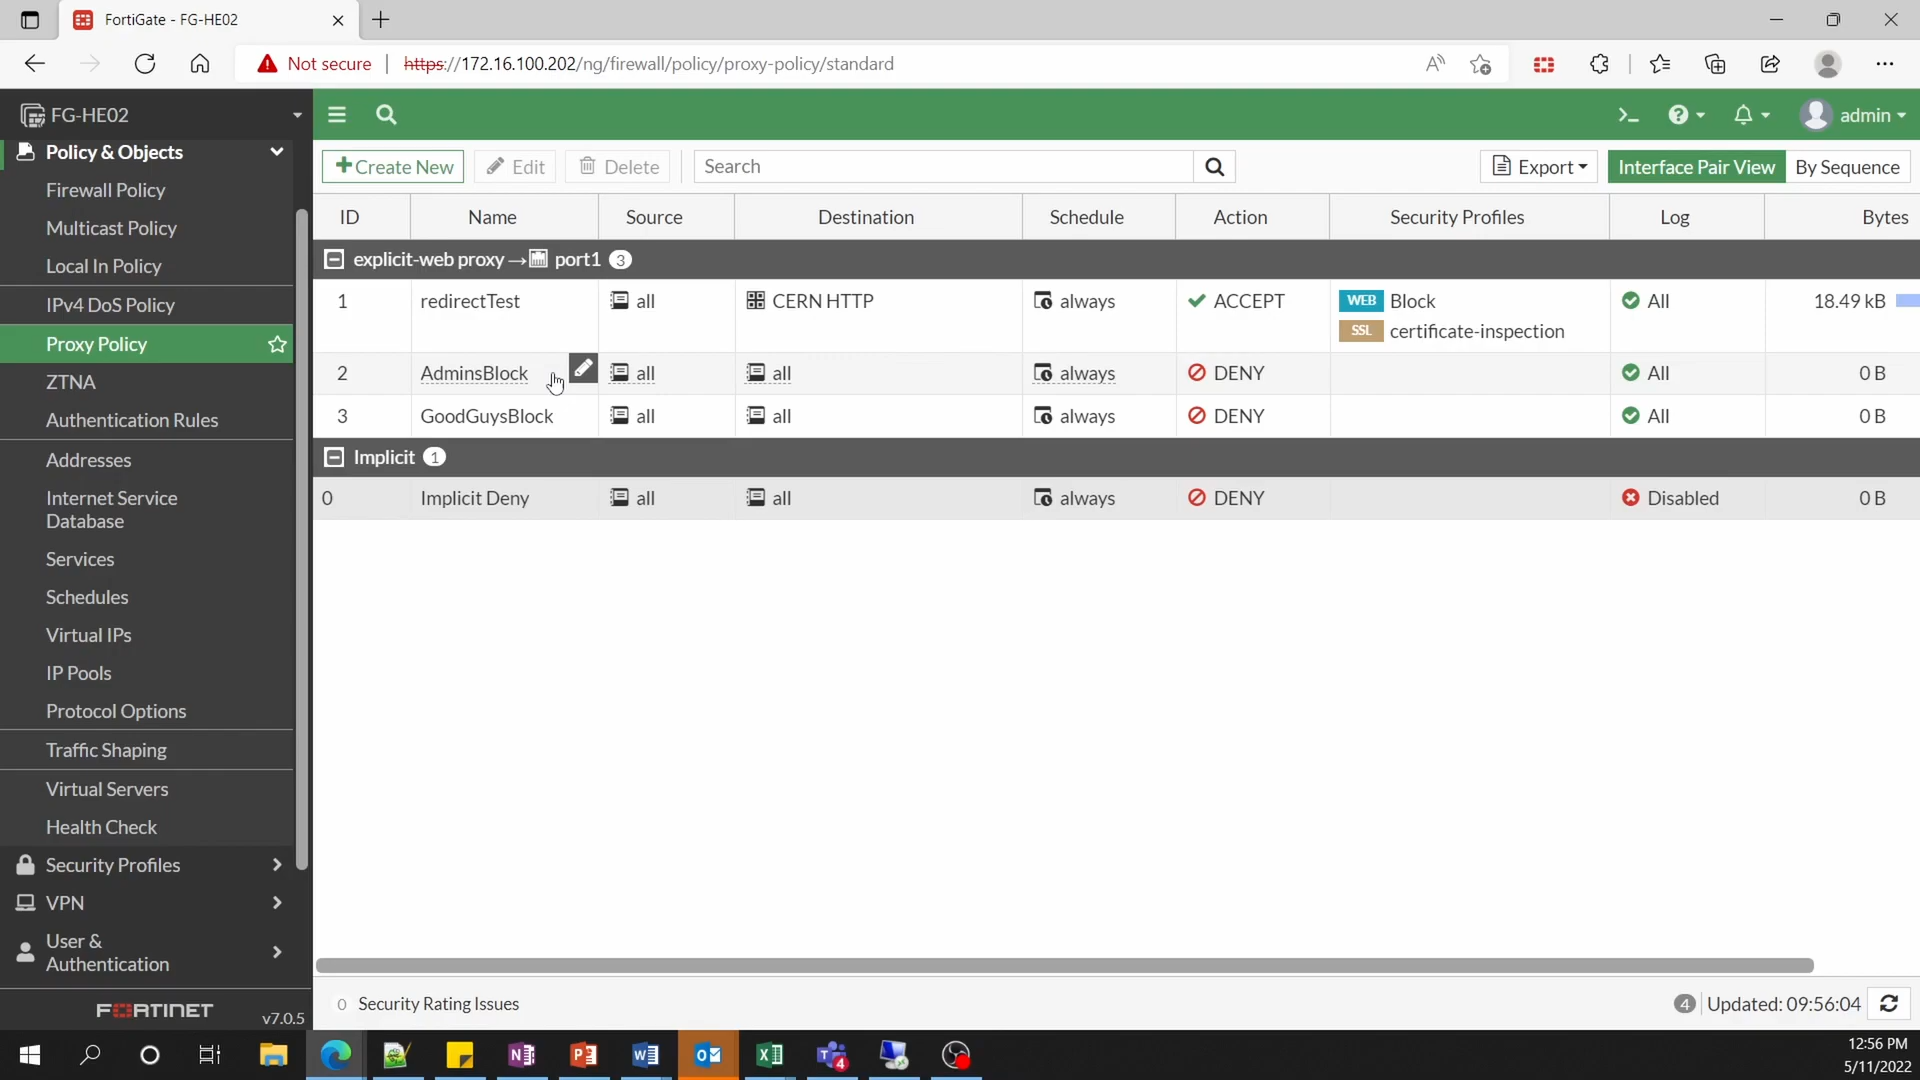 FortiGate - FG-HE02
Not secure
https://172.16.100.202/ng/firewall/policy/proxy-policy/standard
FG-HE02
admin
Policy & Objects
Firewall Policy
Multicast Policy
Local In Policy
IPv4 DoS Policy
Proxy Policy
ZTNA
Authentication Rules
Addresses
Internet Service
Database
Services
Schedules
Virtual IPs
IP Pools
Protocol Options
Traffic Shaping
Virtual Servers
Health Check
Security Profiles
VPN
User &
Authentication
FORTINET
v7.0.5
Create New
Edit
Delete
Search
Export
Interface Pair View
By Sequence
ID Name Source Destination Schedule Action Security Profiles Log Bytes
explicit-web proxy → port1 3
1 redirectTest all CERN HTTP always ACCEPT WEB Block All 18.49 kB
SSL certificate-inspection
2 AdminsBlock all all always DENY All 0 B
3 GoodGuysBlock all all always DENY All 0 B
Implicit 1
0 Implicit Deny all all always DENY Disabled 0 B
0 Security Rating Issues
4 Updated: 09:56:04
4
12:56 PM
5/11/2022